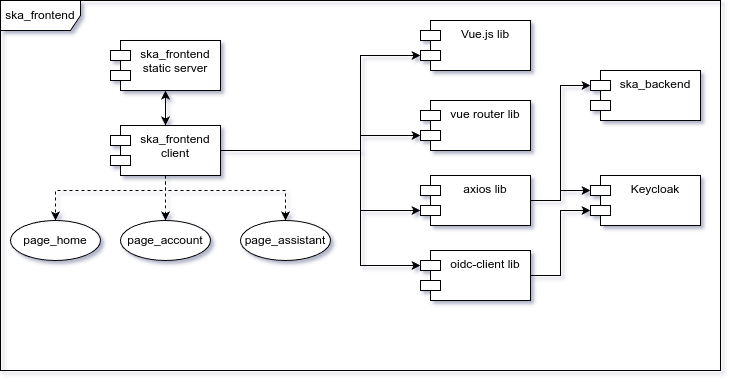 ska_frontend
ska_frontend
static server
ska_frontend
client
page_home
page_account
page_assistant
Vue.js lib
vue router lib
axios lib
oidc-client lib
ska_backend
Keycloak